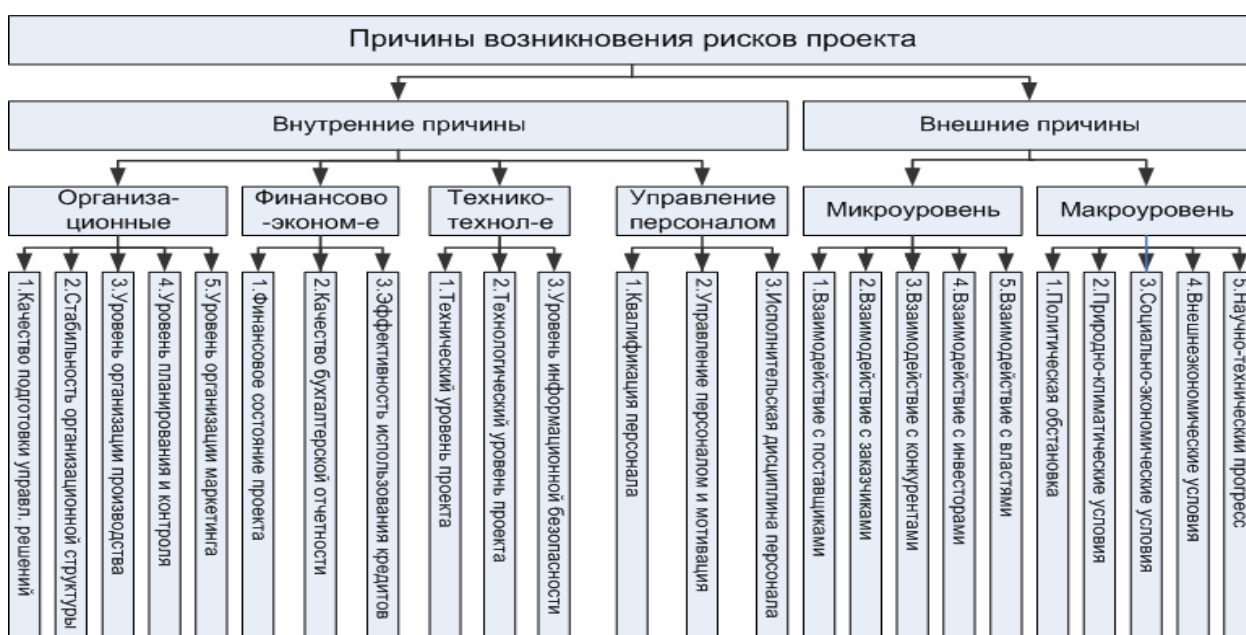 Причины возникновения рисков проекта
Внутренние причины
Внешние причины
Организа-
ционные
Финансово
-эконом-е
Технико-
технол-е
Управление
персоналом
Микроуровень
Макроуровень
1.Качество подготовки управл. решений
2.Стабильность организационной структуры
3.Уровень организации производства
4.Уровень планирования и контроля
5.Уровень организации маркетинга
1.Финансовое состояние проекта
2.Качество бухгалтерской отчетности
3.Эффективность использования кредитов
1.Технический уровень проекта
2.Технологический уровень проекта
3.Уровень информационной безопасности
1.Квалификация персонала
2.Управление персоналом и мотивация
3.Исполнительская дисциплина персонала
1.Взаимодействие с поставщиками
2.Взаимодействие с заказчиками
3.Взаимодействие с конкурентами
4.Взаимодействие с инвесторами
5.Взаимодействие с властями
1.Политическая обстановка
2.Природно-климатические условия
3.Социально-экономические условия
4.Внешнеэкономические условия
5.Научно-технический прогресс